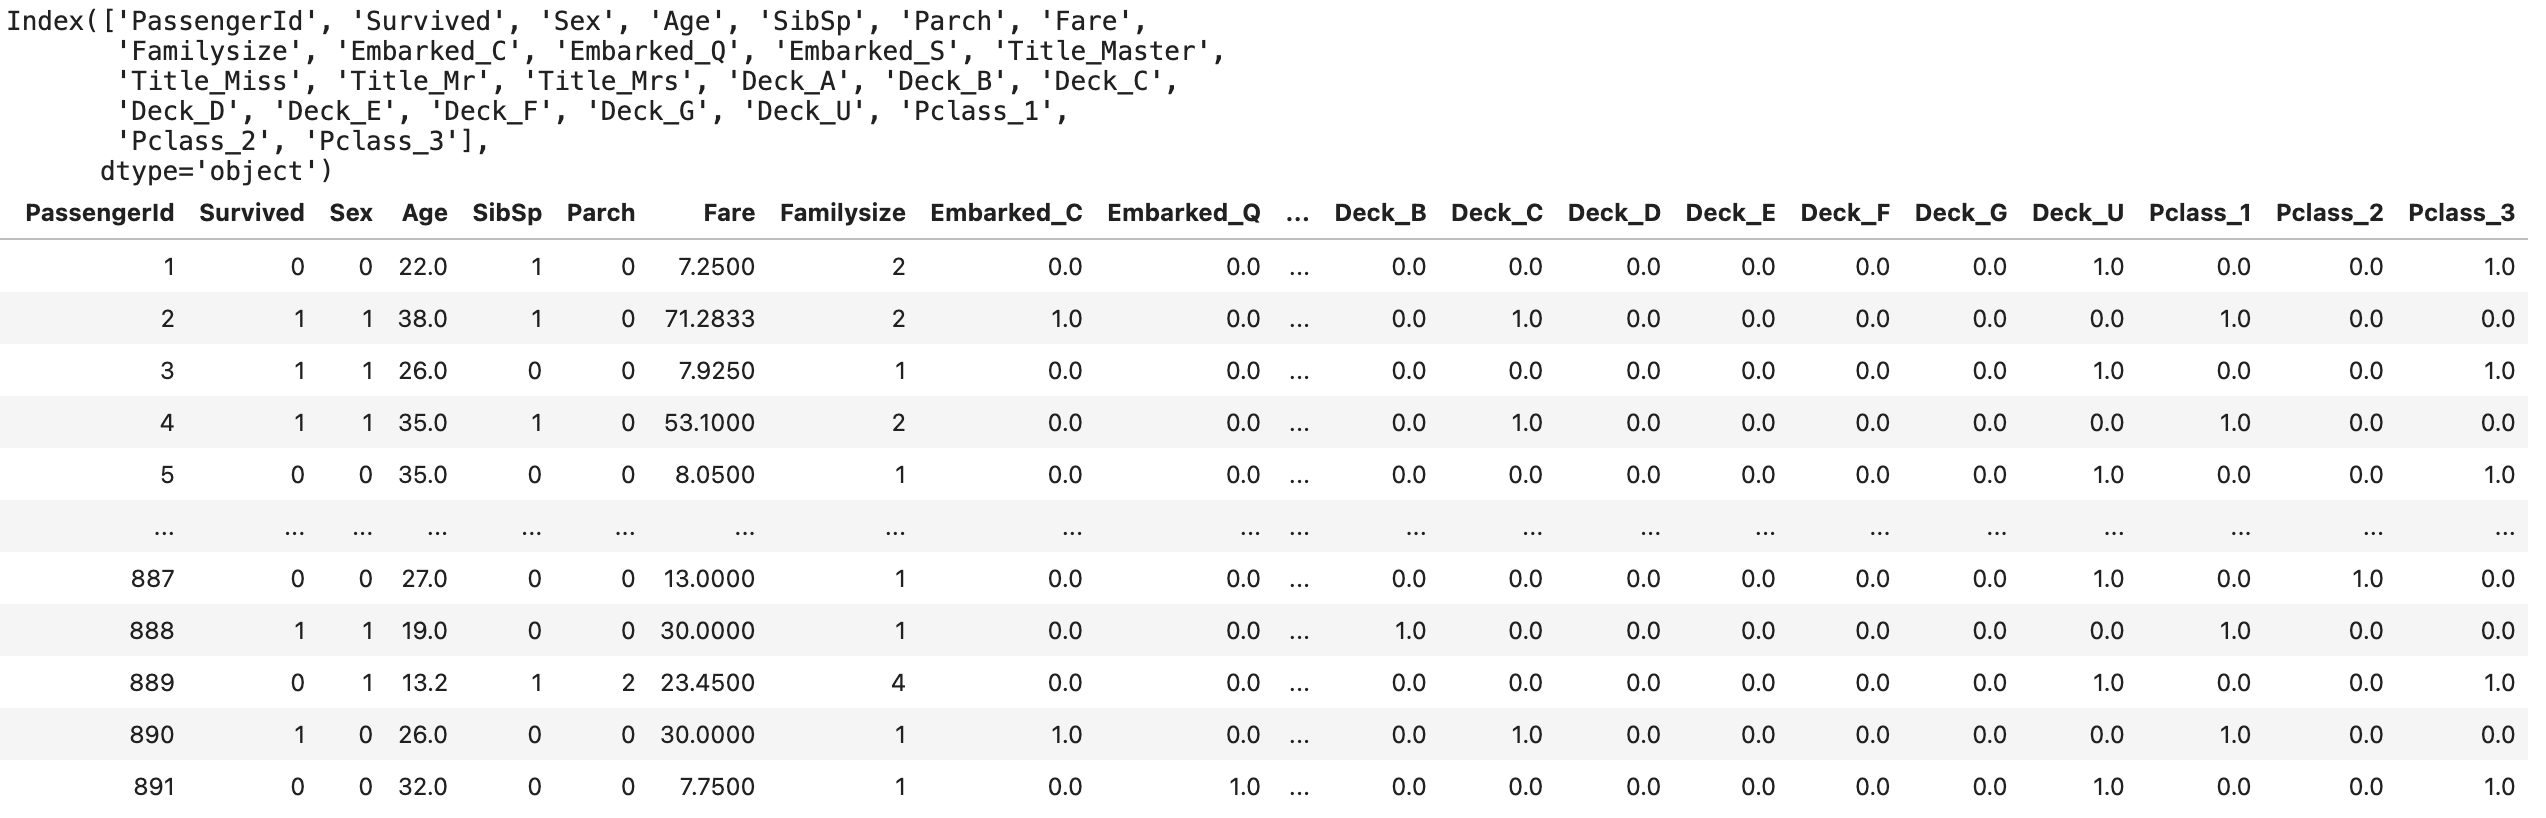 Index(['PassengerId', 'Survived', 'Sex', 'Age', 'SibSp', 'Parch', 'Fare',
       'Familysize', 'Embarked_C', 'Embarked_Q', 'Embarked_S', 'Title_Master',
       'Title_Miss', 'Title_Mr', 'Title_Mrs', 'Deck_A', 'Deck_B', 'Deck_C',
       'Deck_D', 'Deck_E', 'Deck_F', 'Deck_G', 'Deck_U', 'Pclass_1',
       'Pclass_2', 'Pclass_3'],
      dtype='object')
PassengerId Survived Sex Age SibSp Parch Fare Familysize Embarked_C Embarked_Q ... Deck_B Deck_C Deck_D Deck_E Deck_F Deck_G Deck_U Pclass_1 Pclass_2 Pclass_3
1 0 0 22.0 1 0 7.2500 2 0.0 0.0 ... 0.0 0.0 0.0 0.0 0.0 0.0 1.0 0.0 0.0 1.0
2 1 1 38.0 1 0 71.2833 2 1.0 0.0 ... 0.0 1.0 0.0 0.0 0.0 0.0 0.0 1.0 0.0 0.0
3 1 1 26.0 0 0 7.9250 1 0.0 0.0 ... 0.0 0.0 0.0 0.0 0.0 0.0 1.0 0.0 0.0 1.0
4 1 1 35.0 1 0 53.1000 2 0.0 0.0 ... 0.0 1.0 0.0 0.0 0.0 0.0 0.0 1.0 0.0 0.0
5 0 0 35.0 0 0 8.0500 1 0.0 0.0 ... 0.0 0.0 0.0 0.0 0.0 0.0 1.0 0.0 0.0 1.0
... ... ... ... ... ... ... ... ... ... ... ... ... ... ... ... ... ... ... ... ...
887 0 0 27.0 0 0 13.0000 1 0.0 0.0 ... 0.0 0.0 0.0 0.0 0.0 0.0 1.0 0.0 1.0 0.0
888 1 1 19.0 0 0 30.0000 1 0.0 0.0 ... 1.0 0.0 0.0 0.0 0.0 0.0 0.0 1.0 0.0 0.0
889 0 1 13.2 1 2 23.4500 4 0.0 0.0 ... 0.0 0.0 0.0 0.0 0.0 0.0 1.0 0.0 0.0 1.0
890 1 0 26.0 0 0 30.0000 1 1.0 0.0 ... 0.0 1.0 0.0 0.0 0.0 0.0 0.0 1.0 0.0 0.0
891 0 0 32.0 0 0 7.7500 1 0.0 1.0 ... 0.0 0.0 0.0 0.0 0.0 0.0 1.0 0.0 0.0 1.0